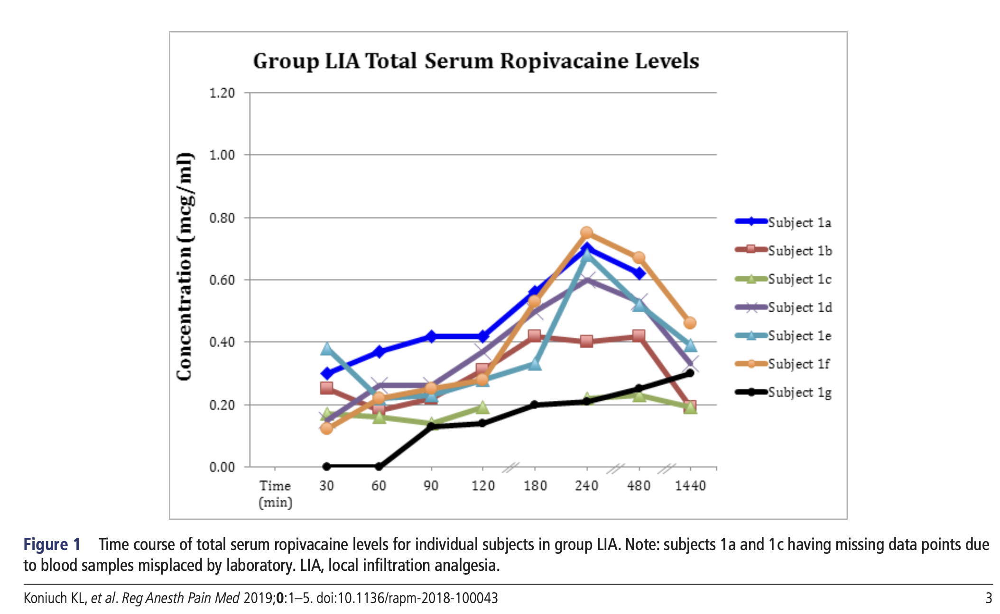 Group LIA Total Serum Ropivacaine Levels
Concentration (mcg/ml)
1.20
1.00
0.80
0.60
0.40
0.20
0.00
Time (min)
30 60 90 120 180 240 480 1440
Subject 1a
Subject 1b
Subject 1c
Subject 1d
Subject 1e
Subject 1f
Subject 1g
Figure 1 Time course of total serum ropivacaine levels for individual subjects in group LIA. Note: subjects 1a and 1c having missing data points due
to blood samples misplaced by laboratory. LIA, local infiltration analgesia.
Koniuch KL, et al. Reg Anesth Pain Med 2019;0:1–5. doi:10.1136/rapm-2018-100043
3